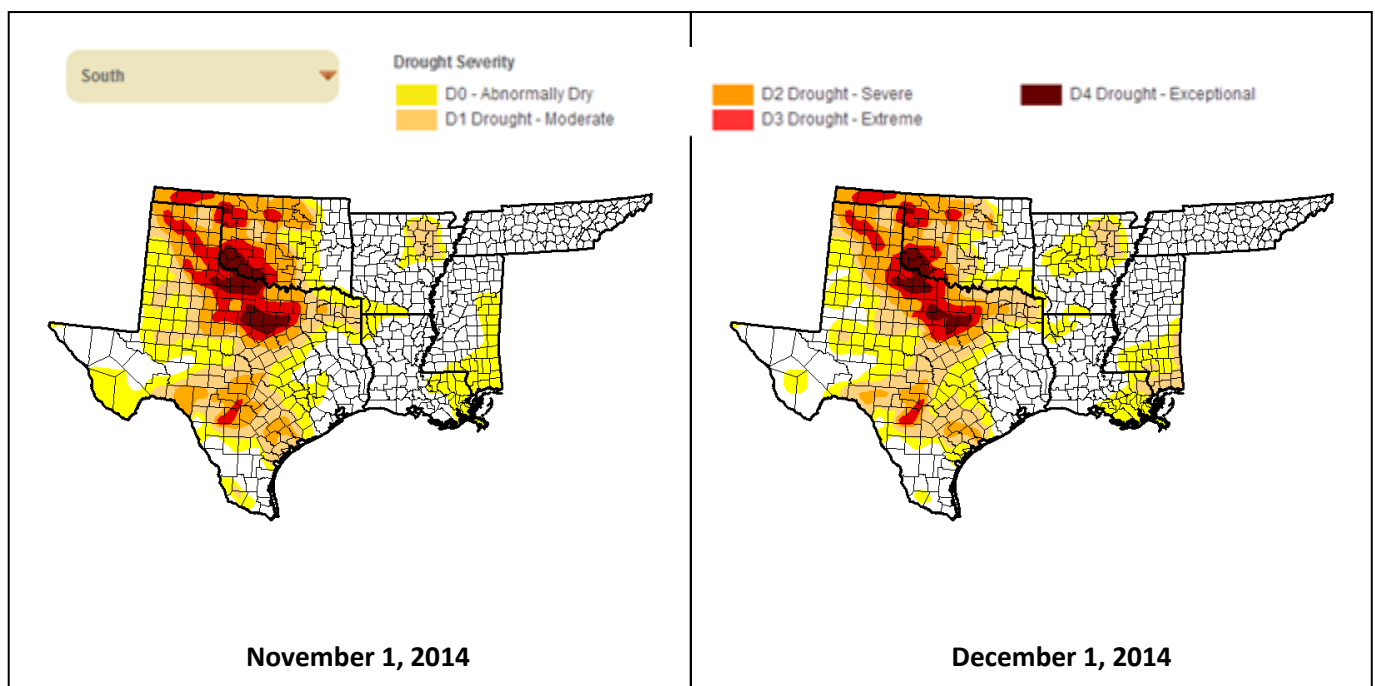 South
Drought Severity
D0 - Abnormally Dry
D1 Drought - Moderate
D2 Drought - Severe
D3 Drought - Extreme
D4 Drought - Exceptional
November 1, 2014
December 1, 2014